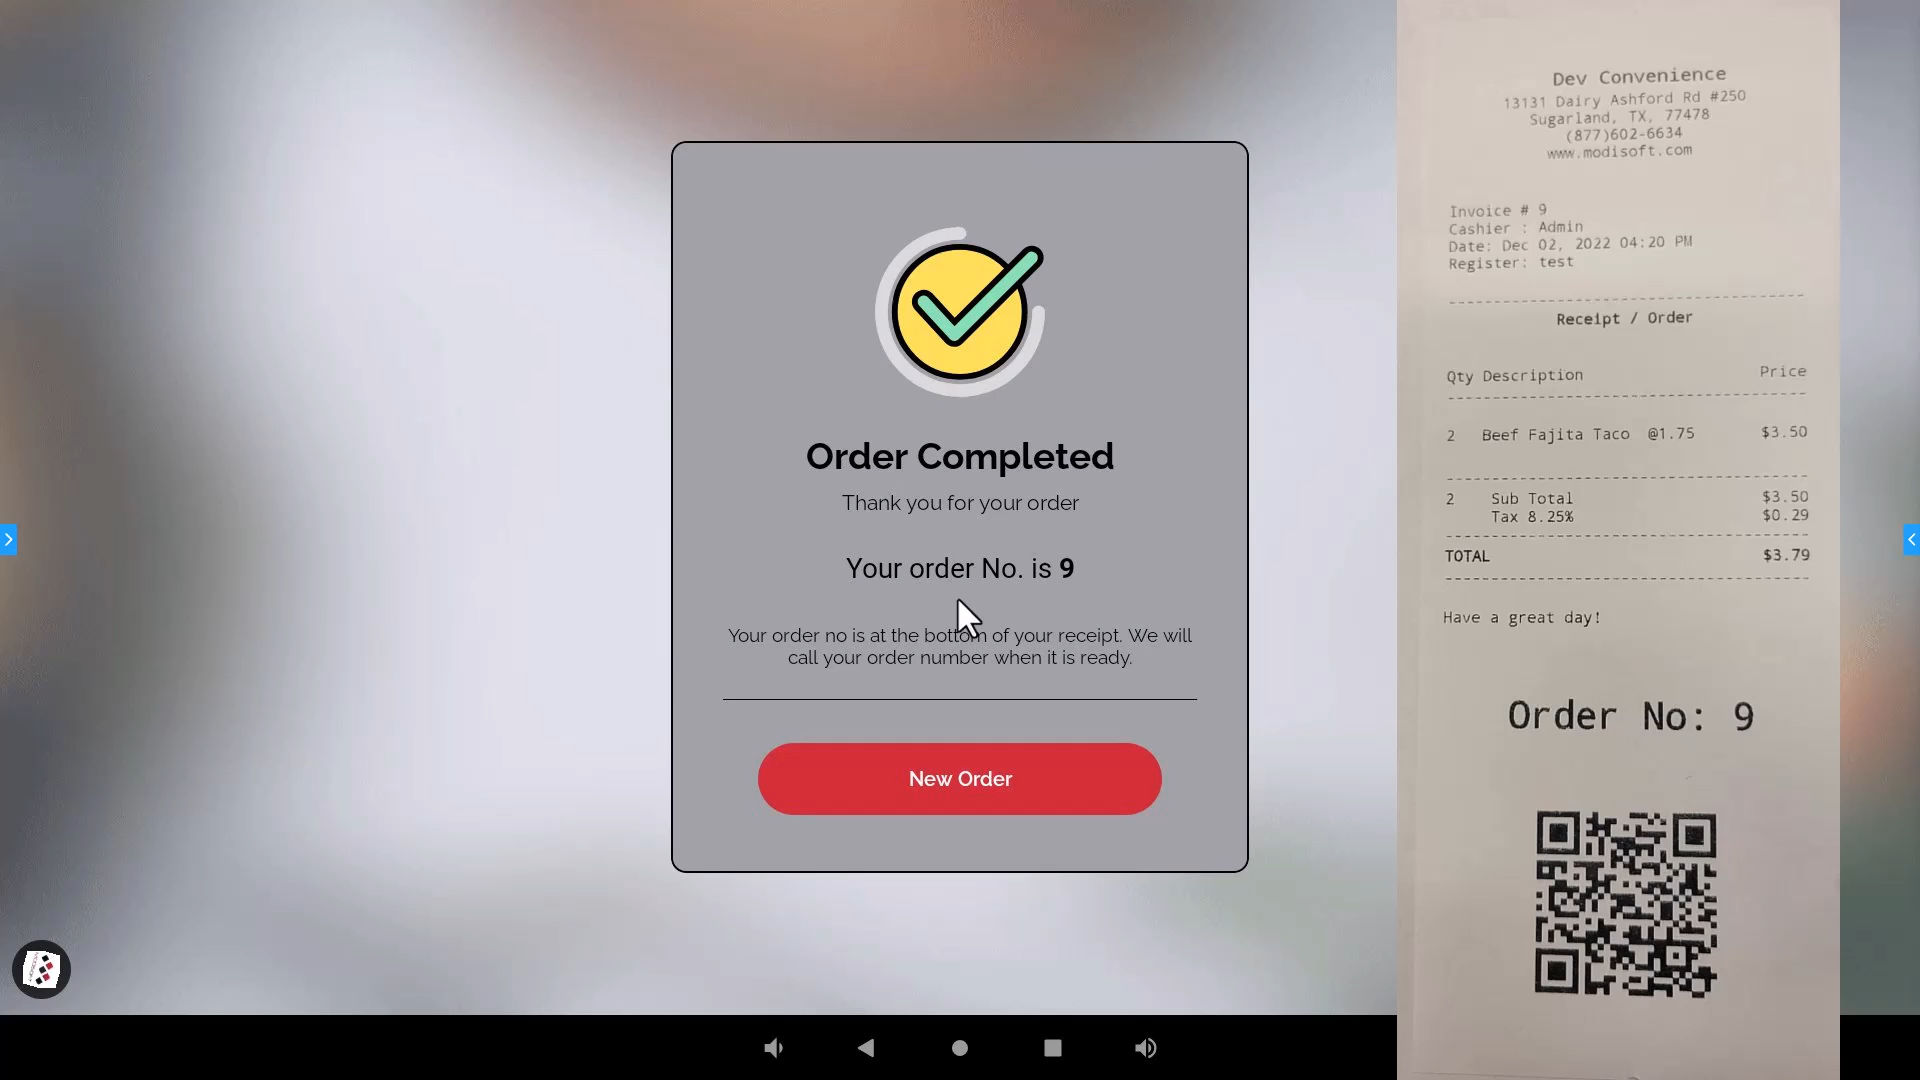 Order Completed
Thank you for your order
Your order No. is 9
Your order no is at the bottom of your receipt. We will
call your order number when it is ready.
New Order
Dev Convenience
13131 Dairy Ashford Rd #250
Sugarland, TX, 77478
(877)602-6634
www.modisoft.com
Invoice # 9
Cashier : Admin
Date: Dec 02, 2022 04:20 PM
Register: test
Receipt / Order
Qty Description Price
2 Beef Fajita Taco @1.75 $3.50
2 Sub Total $3.50
Tax 8.25% $0.29
TOTAL $3.79
Have a great day!
Order No: 9